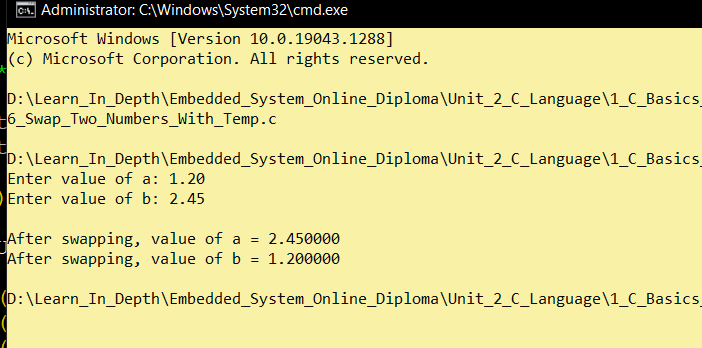 Administrator: C:\Windows\System32\cmd.exe
Microsoft Windows [Version 10.0.19043.1288]
(c) Microsoft Corporation. All rights reserved.
D:\Learn_In_Depth\Embedded_System_Online_Diploma\Unit_2_C_Language\1_C_Basics_
6_Swap_Two_Numbers_With_Temp.c
D:\Learn_In_Depth\Embedded_System_Online_Diploma\Unit_2_C_Language\1_C_Basics_
Enter value of a: 1.20
Enter value of b: 2.45
After swapping, value of a = 2.450000
After swapping, value of b = 1.200000
D:\Learn_In_Depth\Embedded_System_Online_Diploma\Unit_2_C_Language\1_C_Basics_